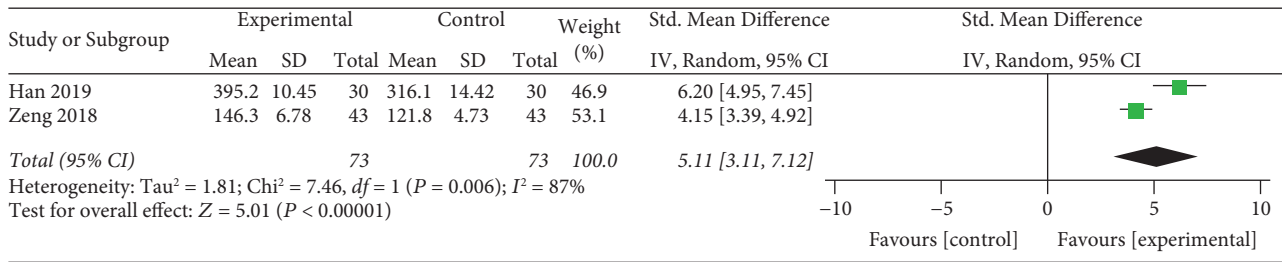 Study or Subgroup Experimental Control Weight (%) Std. Mean Difference Std. Mean Difference
Mean SD Total Mean SD Total IV, Random, 95% CI IV, Random, 95% CI
Han 2019 395.2 10.45 30 316.1 14.42 30 46.9 6.20 [4.95, 7.45]
Zeng 2018 146.3 6.78 43 121.8 4.73 43 53.1 4.15 [3.39, 4.92]
Total (95% CI) 73 73 100.0 5.11 [3.11, 7.12]
Heterogeneity: Tau² = 1.81; Chi² = 7.46, df = 1 (P = 0.006); I² = 87%
Test for overall effect: Z = 5.01 (P < 0.00001)
−10 −5 0 5 10
Favours [control] Favours [experimental]